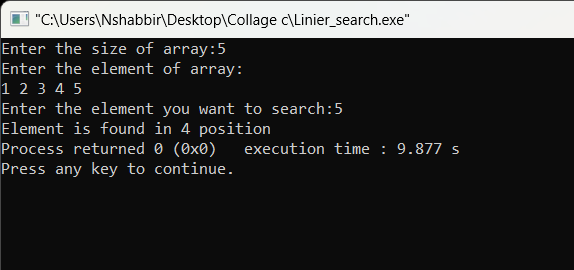 "C:\Users\Nshabbir\Desktop\Collage c\Linier_search.exe"
Enter the size of array:5
Enter the element of array:
1 2 3 4 5
Enter the element you want to search:5
Element is found in 4 position
Process returned 0 (0x0)   execution time : 9.877 s
Press any key to continue.